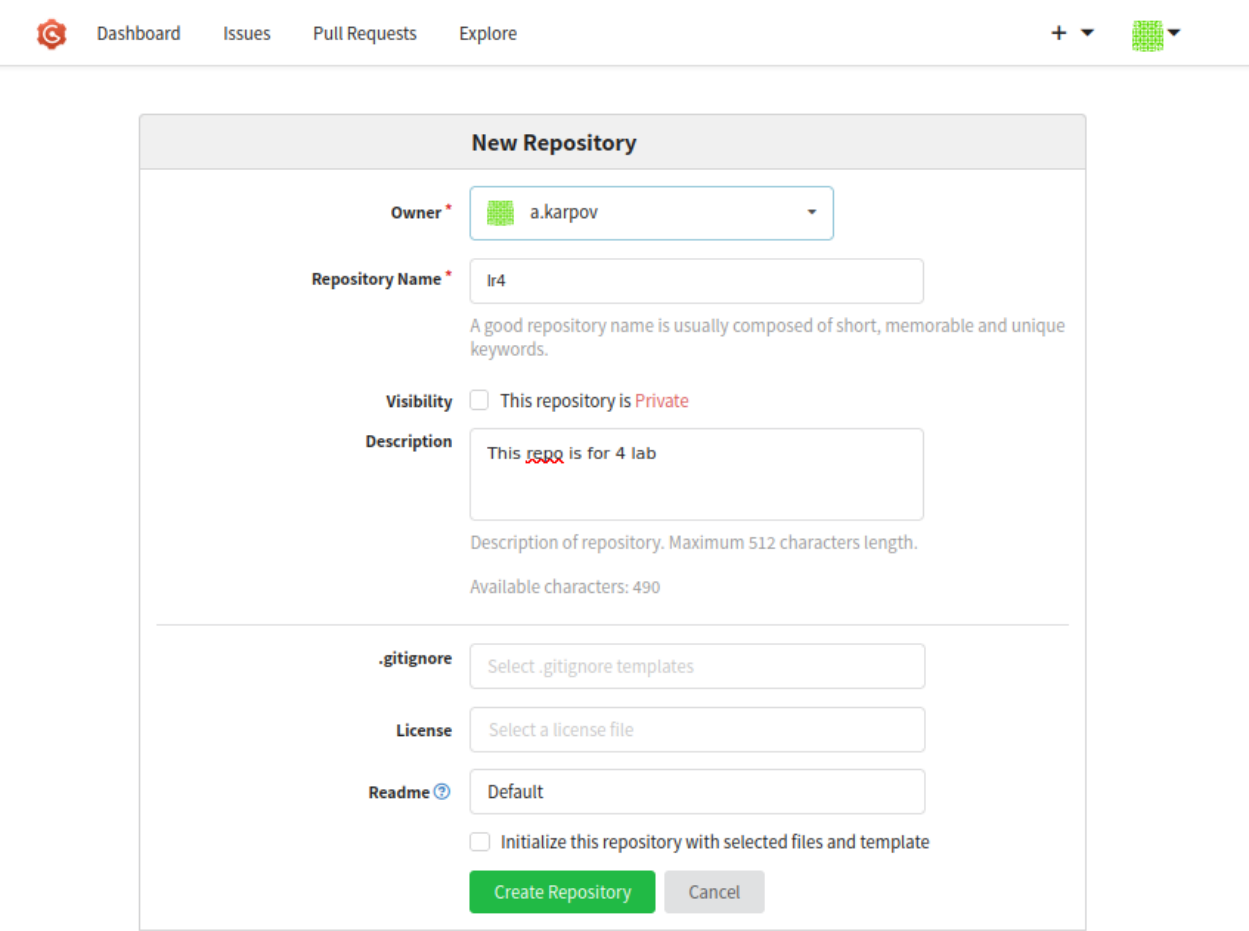 Dashboard Issues Pull Requests Explore
New Repository
Owner * a.karpov
Repository Name * lr4
A good repository name is usually composed of short, memorable and unique
keywords.
Visibility This repository is Private
Description This repo is for 4 lab
Description of repository. Maximum 512 characters length.
Available characters: 490
.gitignore Select .gitignore templates
License Select a license file
Readme Default
Initialize this repository with selected files and template
Create Repository Cancel